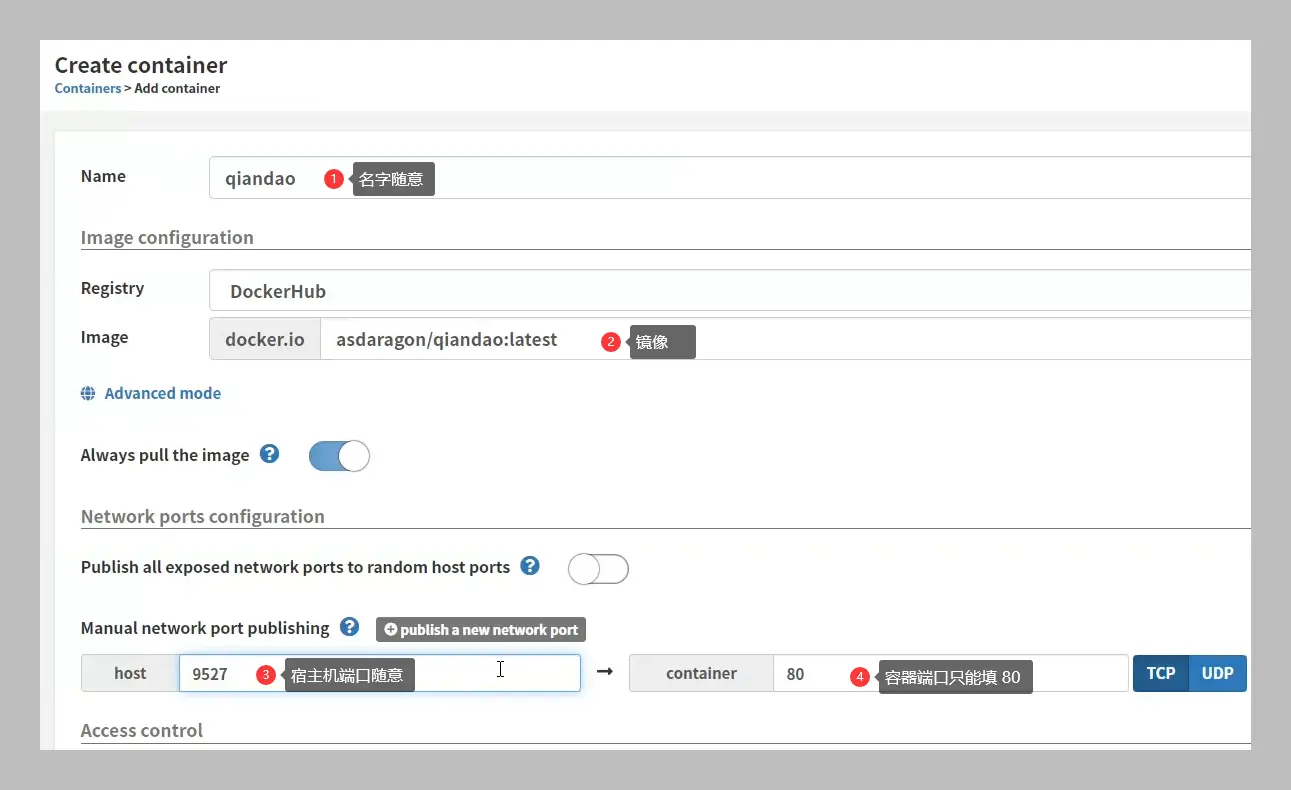 Create container
Containers > Add container
Name
qiandao
1
名字随意
Image configuration
Registry
DockerHub
Image
docker.io
asdaragon/qiandao:latest
2
镜像
Advanced mode
Always pull the image
?
Network ports configuration
Publish all exposed network ports to random host ports
?
Manual network port publishing
?
publish a new network port
host
9527
3
宿主机端口随意
container
80
4
容器端口只能填 80
TCP
UDP
Access control